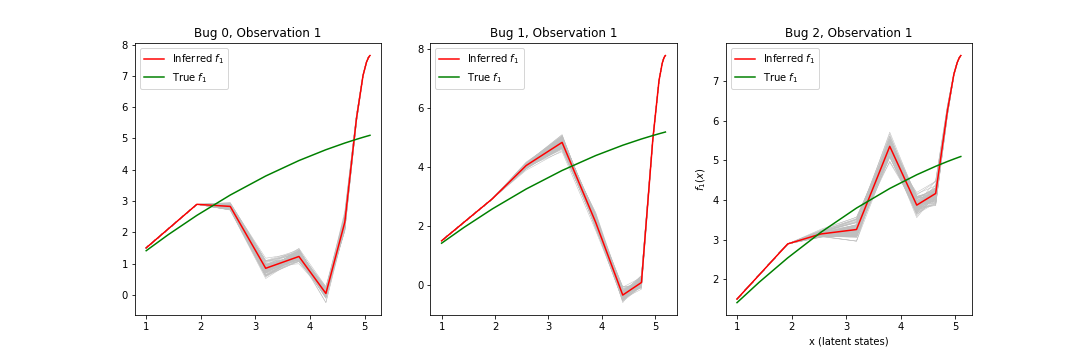 Bug 0, Observation 1
Inferred f₁
True f₁
8
7
6
5
4
3
2
1
0
1 2 3 4 5
Bug 1, Observation 1
Inferred f₁
True f₁
8
6
4
2
0
1 2 3 4 5
Bug 2, Observation 1
Inferred f₁
True f₁
f₁(x)
7
6
5
4
3
2
1 2 3 4 5
x (latent states)